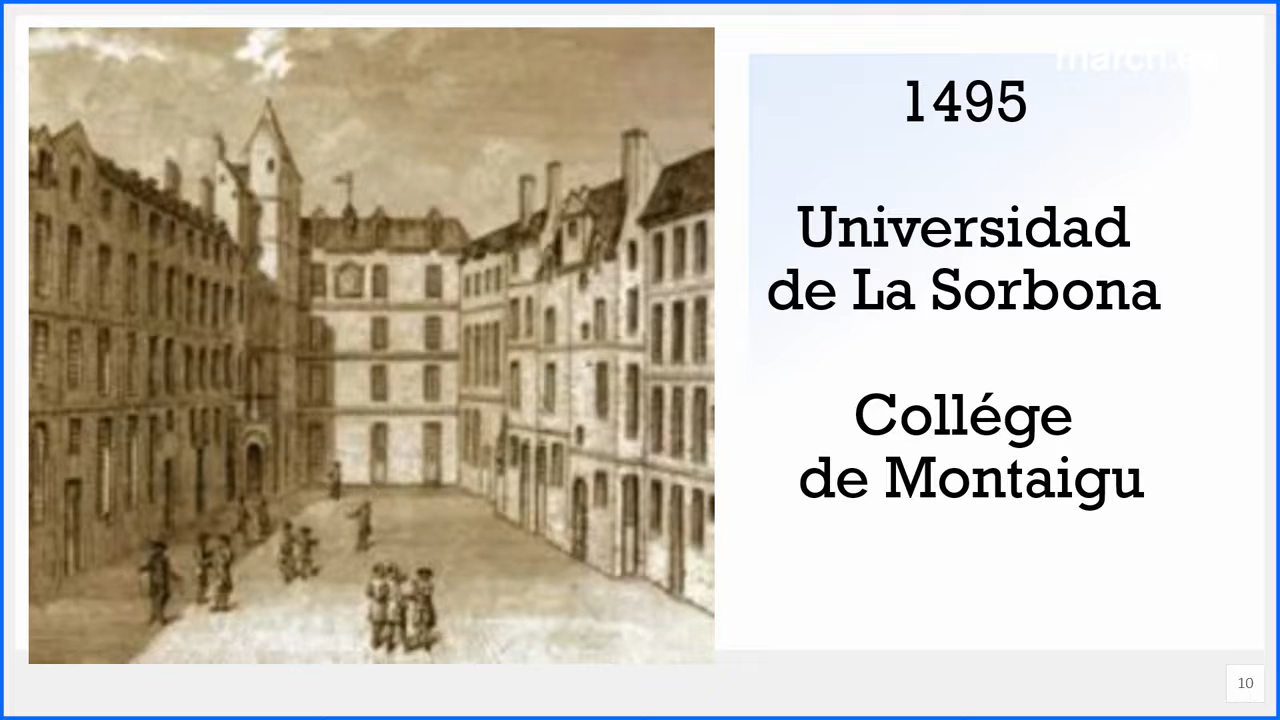 1495
Universidad
de La Sorbona
Collége
de Montaigu
10